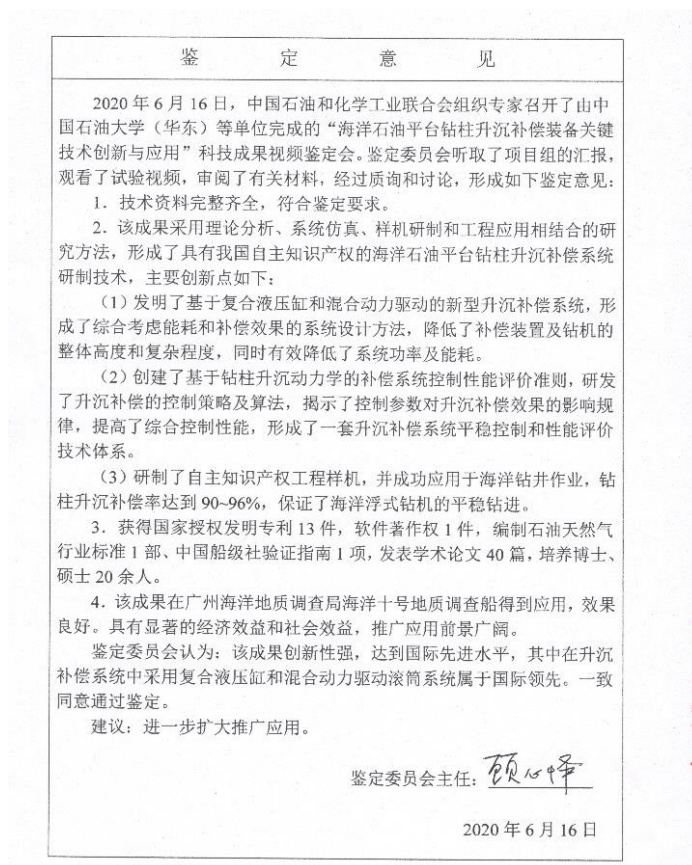 鉴定意见
2020 年 6 月 16 日，中国石油和化学工业联合会组织专家召开了由中
国石油大学（华东）等单位完成的“海洋石油平台钻柱升沉补偿装备关键
技术创新与应用”科技成果视频鉴定会。鉴定委员会听取了项目组的汇报，
观看了试验视频，审阅了有关材料，经过质询和讨论，形成如下鉴定意见：
1．技术资料完整齐全，符合鉴定要求。
2．该成果采用理论分析、系统仿真、样机研制和工程应用相结合的研
究方法，形成了具有我国自主知识产权的海洋石油平台钻柱升沉补偿系统
研制技术，主要创新点如下：
（1）发明了基于复合液压缸和混合动力驱动的新型升沉补偿系统，形
成了综合考虑能耗和补偿效果的系统设计方法，降低了补偿装置及钻机的
整体高度和复杂程度，同时有效降低了系统功率及能耗。
（2）创建了基于钻柱升沉动力学的补偿系统控制性能评价准则，研发
了升沉补偿的控制策略及算法，揭示了控制参数对升沉补偿效果的影响规
律，提高了综合控制性能，形成了一套升沉补偿系统平稳控制和性能评价
技术体系。
（3）研制了自主知识产权工程样机，并成功应用于海洋钻井作业，钻
柱升沉补偿率达到 90~96%，保证了海洋浮式钻机的平稳钻进。
3．获得国家授权发明专利 13 件，软件著作权 1 件，编制石油天然气
行业标准 1 部、中国船级社验证指南 1 项，发表学术论文 40 篇，培养博士、
硕士 20 余人。
4．该成果在广州海洋地质调查局海洋十号地质调查船得到应用，效果
良好。具有显著的经济效益和社会效益，推广应用前景广阔。
鉴定委员会认为：该成果创新性强，达到国际先进水平，其中在升沉
补偿系统中采用复合液压缸和混合动力驱动滚筒系统属于国际领先。一致
同意通过鉴定。
建议：进一步扩大推广应用。
鉴定委员会主任：顾心怿
2020 年 6 月 16 日